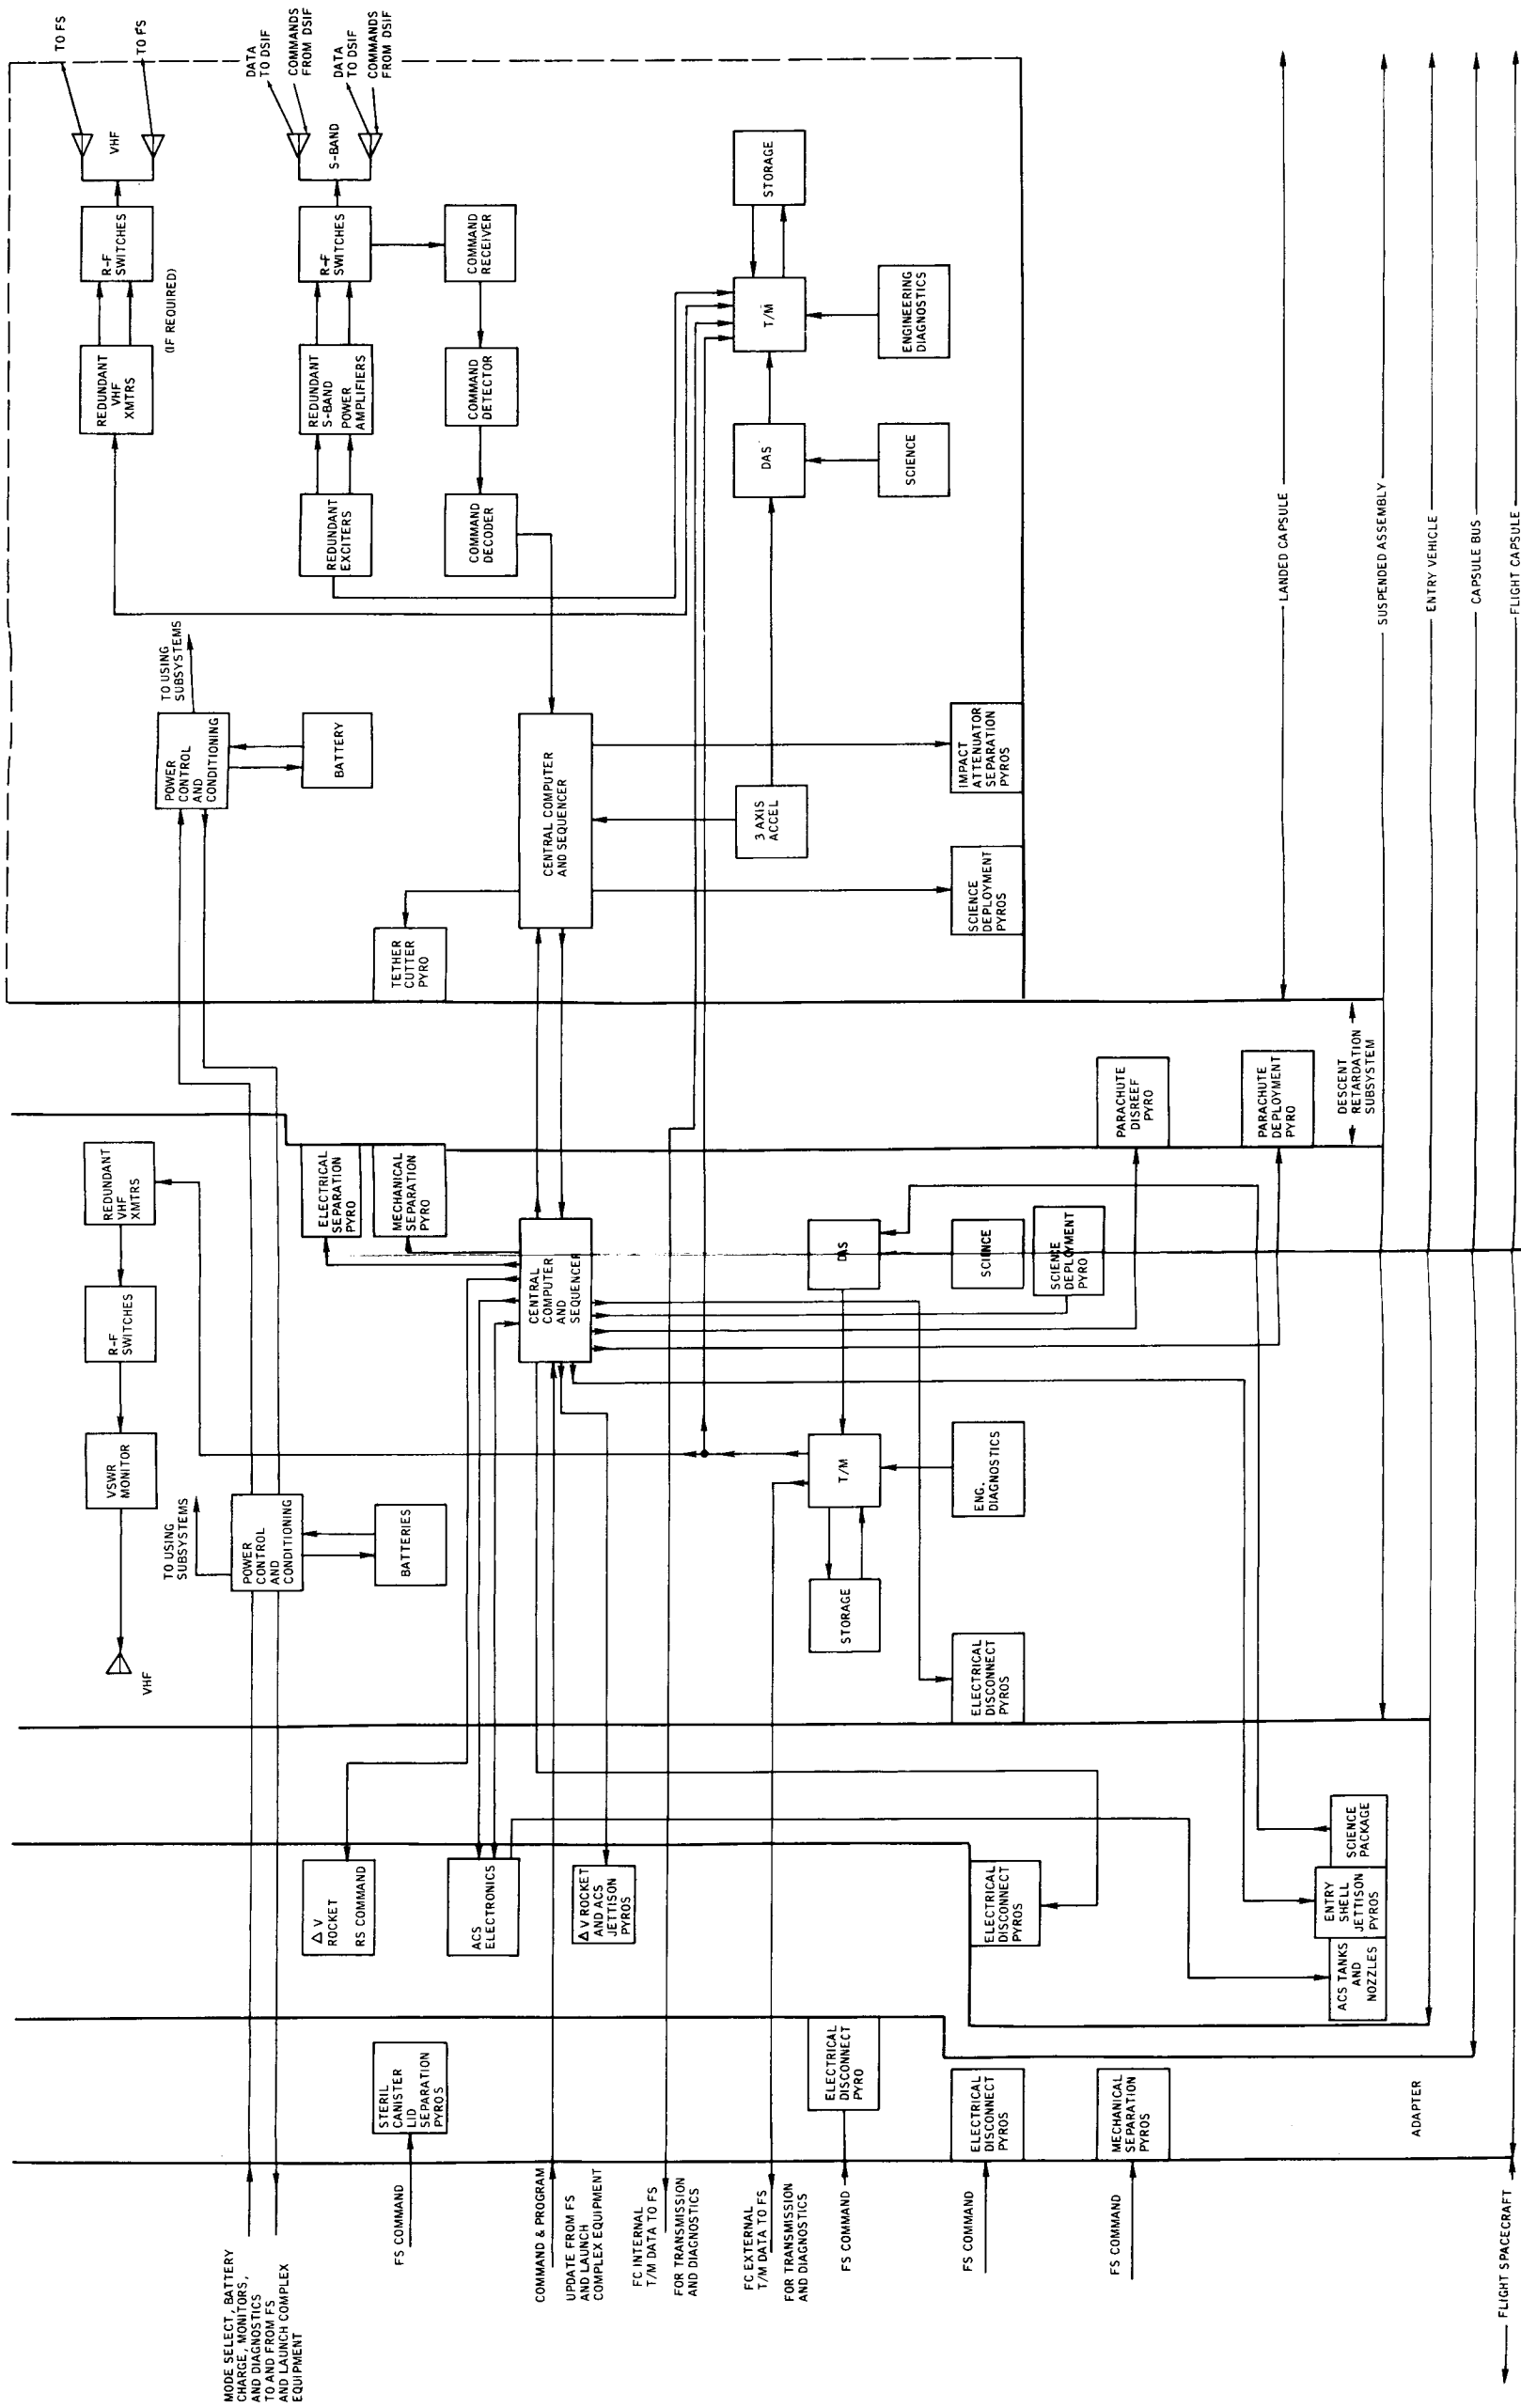 MODE SELECT, BATTERY
CHARGE, MONITORS,
AND DIAGNOSTICS
TO AND FROM FS
AND LAUNCH COMPLEX
EQUIPMENT
FS COMMAND
COMMAND & PROGRAM
UPDATE FROM FS
AND LAUNCH
COMPLEX EQUIPMENT
FC INTERNAL
T/M DATA TO FS
FOR TRANSMISSION
AND DIAGNOSTICS
FC EXTERNAL
T/M DATA TO FS
FOR TRANSMISSION
AND DIAGNOSTICS
FS COMMAND
FS COMMAND
FS COMMAND
FLIGHT SPACECRAFT
STERIL
CANISTER
LID
SEPARATION
PYROS
ELECTRICAL
DISCONNECT
PYRO
ELECTRICAL
DISCONNECT
PYROS
MECHANICAL
SEPARATION
PYROS
ADAPTER
Δ V
ROCKET
RS COMMAND
ACS
ELECTRONICS
Δ V ROCKET
AND ACS
JETTISON
PYROS
ELECTRICAL
DISCONNECT
PYROS
ACS TANKS
AND
NOZZLES
ENTRY
SHELL
JETTISON
PYROS
SCIENCE
PACKAGE
VHF
VSWR
MONITOR
R-F
SWITCHES
REDUNDANT
VHF
XMTRS
TO USING
SUBSYSTEMS
POWER
CONTROL
AND
CONDITIONING
BATTERIES
ELECTRICAL
SEPARATION
PYRO
MECHANICAL
SEPARATION
PYRO
CENTRAL
COMPUTER
AND
SEQUENCER
STORAGE
T/M
DAS
ELECTRICAL
DISCONNECT
PYROS
ENG.
DIAGNOSTICS
SCIENCE
SCIENCE
DEPLOYMENT
PYRO
PARACHUTE
DISREEF
PYRO
PARACHUTE
DEPLOYMENT
PYRO
DESCENT
RETARDATION
SUBSYSTEM
TO USING
SUBSYSTEMS
POWER
CONTROL
AND
CONDITIONING
BATTERY
TETHER
CUTTER
PYRO
CENTRAL COMPUTER
AND SEQUENCER
3 AXIS
ACCEL
SCIENCE
DEPLOYMENT
PYROS
IMPACT
ATTENUATOR
SEPARATION
PYROS
REDUNDANT
VHF
XMTRS
R-F
SWITCHES
(IF REQUIRED)
VHF
TO FS
TO FS
REDUNDANT
EXCITERS
REDUNDANT
S-BAND
POWER
AMPLIFIERS
R-F
SWITCHES
S-BAND
DATA
TO DSIF
COMMANDS
FROM DSIF
DATA
TO DSIF
COMMANDS
FROM DSIF
COMMAND
DECODER
COMMAND
DETECTOR
COMMAND
RECEIVER
DAS
T/M
STORAGE
SCIENCE
ENGINEERING
DIAGNOSTICS
LANDED CAPSULE
SUSPENDED ASSEMBLY
ENTRY VEHICLE
CAPSULE BUS
FLIGHT CAPSULE